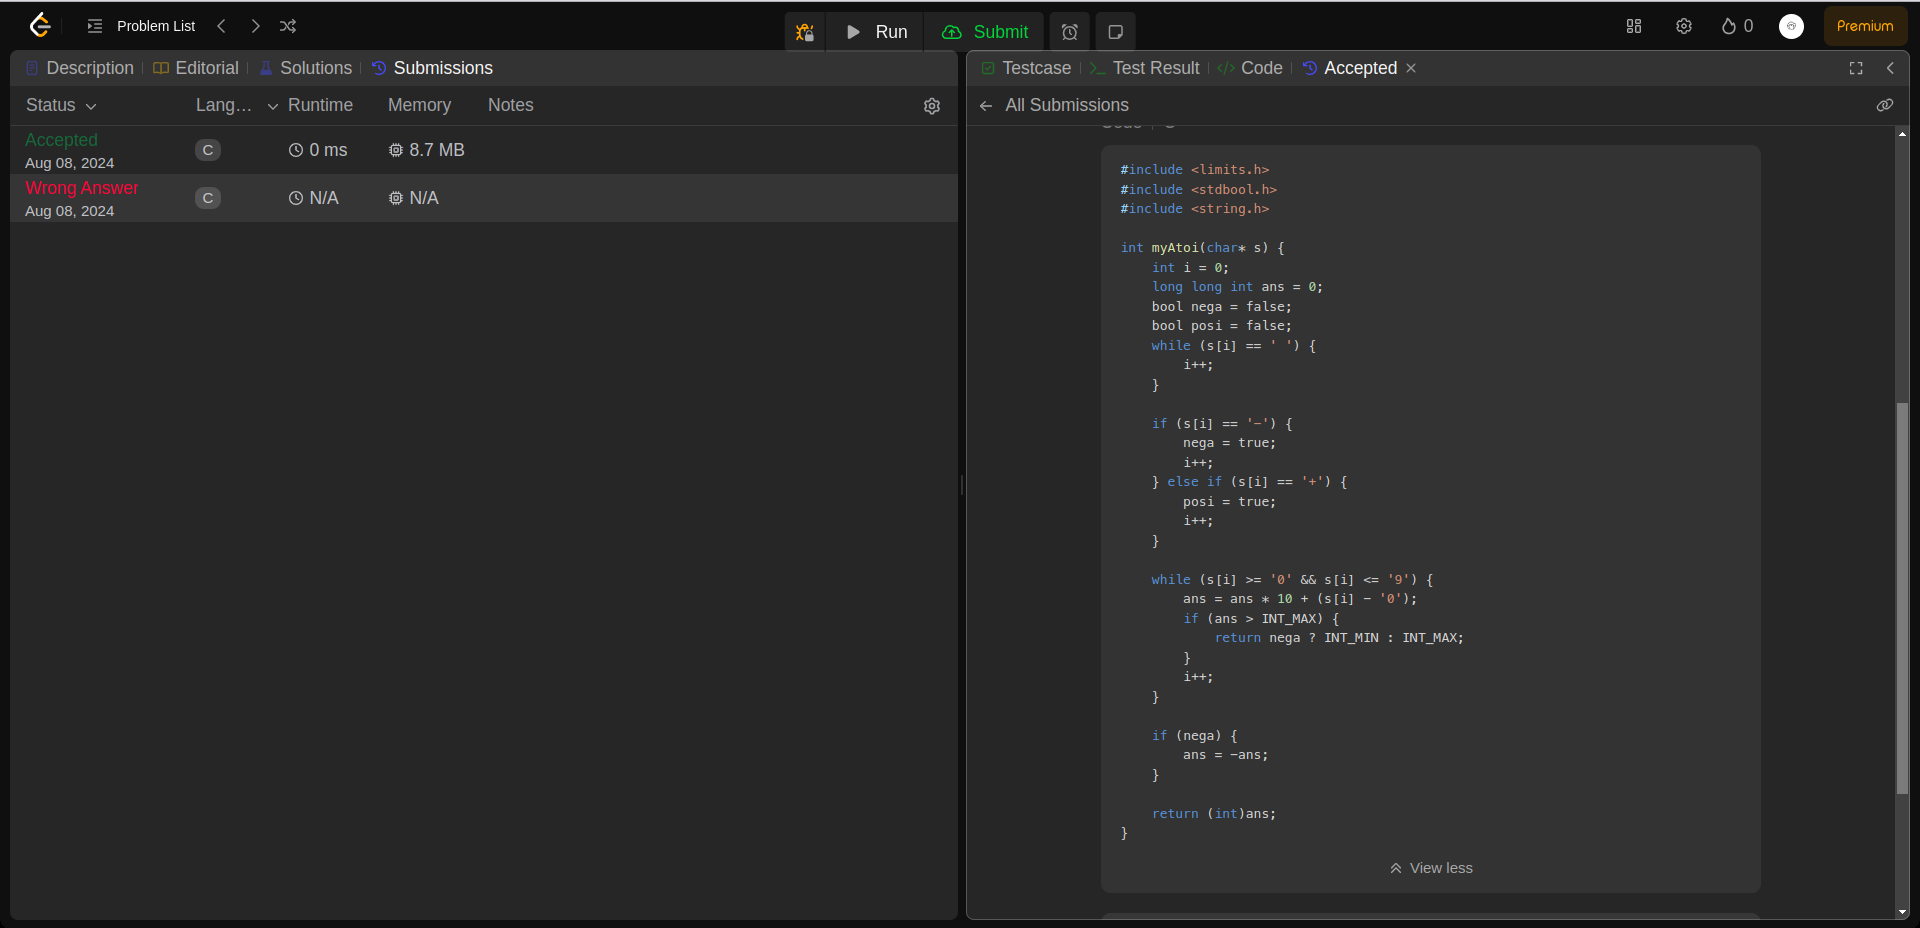 Problem List
Run
Submit
0
Premium
Description
Editorial
Solutions
Submissions
Status
Lang...
Runtime
Memory
Notes
Accepted
Aug 08, 2024
C
0 ms
8.7 MB
Wrong Answer
Aug 08, 2024
C
N/A
N/A
Testcase
Test Result
Code
Accepted
All Submissions
#include <limits.h>
#include <stdbool.h>
#include <string.h>
int myAtoi(char* s) {
    int i = 0;
    long long int ans = 0;
    bool nega = false;
    bool posi = false;
    while (s[i] == ' ') {
        i++;
    }
    if (s[i] == '-') {
        nega = true;
        i++;
    } else if (s[i] == '+') {
        posi = true;
        i++;
    }
    while (s[i] >= '0' && s[i] <= '9') {
        ans = ans * 10 + (s[i] - '0');
        if (ans > INT_MAX) {
            return nega ? INT_MIN : INT_MAX;
        }
        i++;
    }
    if (nega) {
        ans = -ans;
    }
    return (int)ans;
}
View less